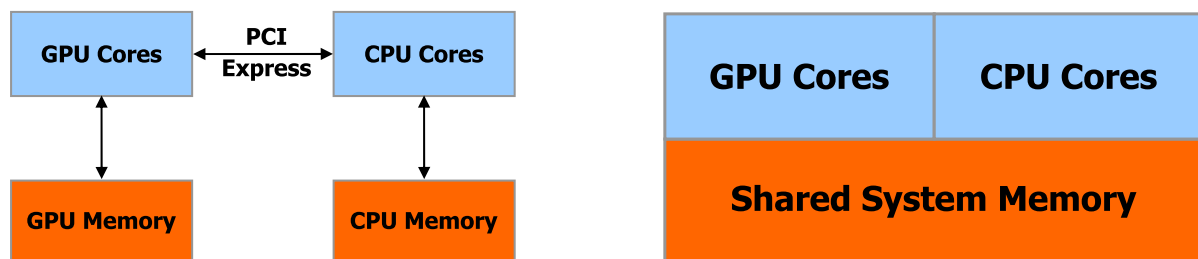 GPU Cores
PCI
Express
CPU Cores
GPU Memory
CPU Memory
GPU Cores
CPU Cores
Shared System Memory